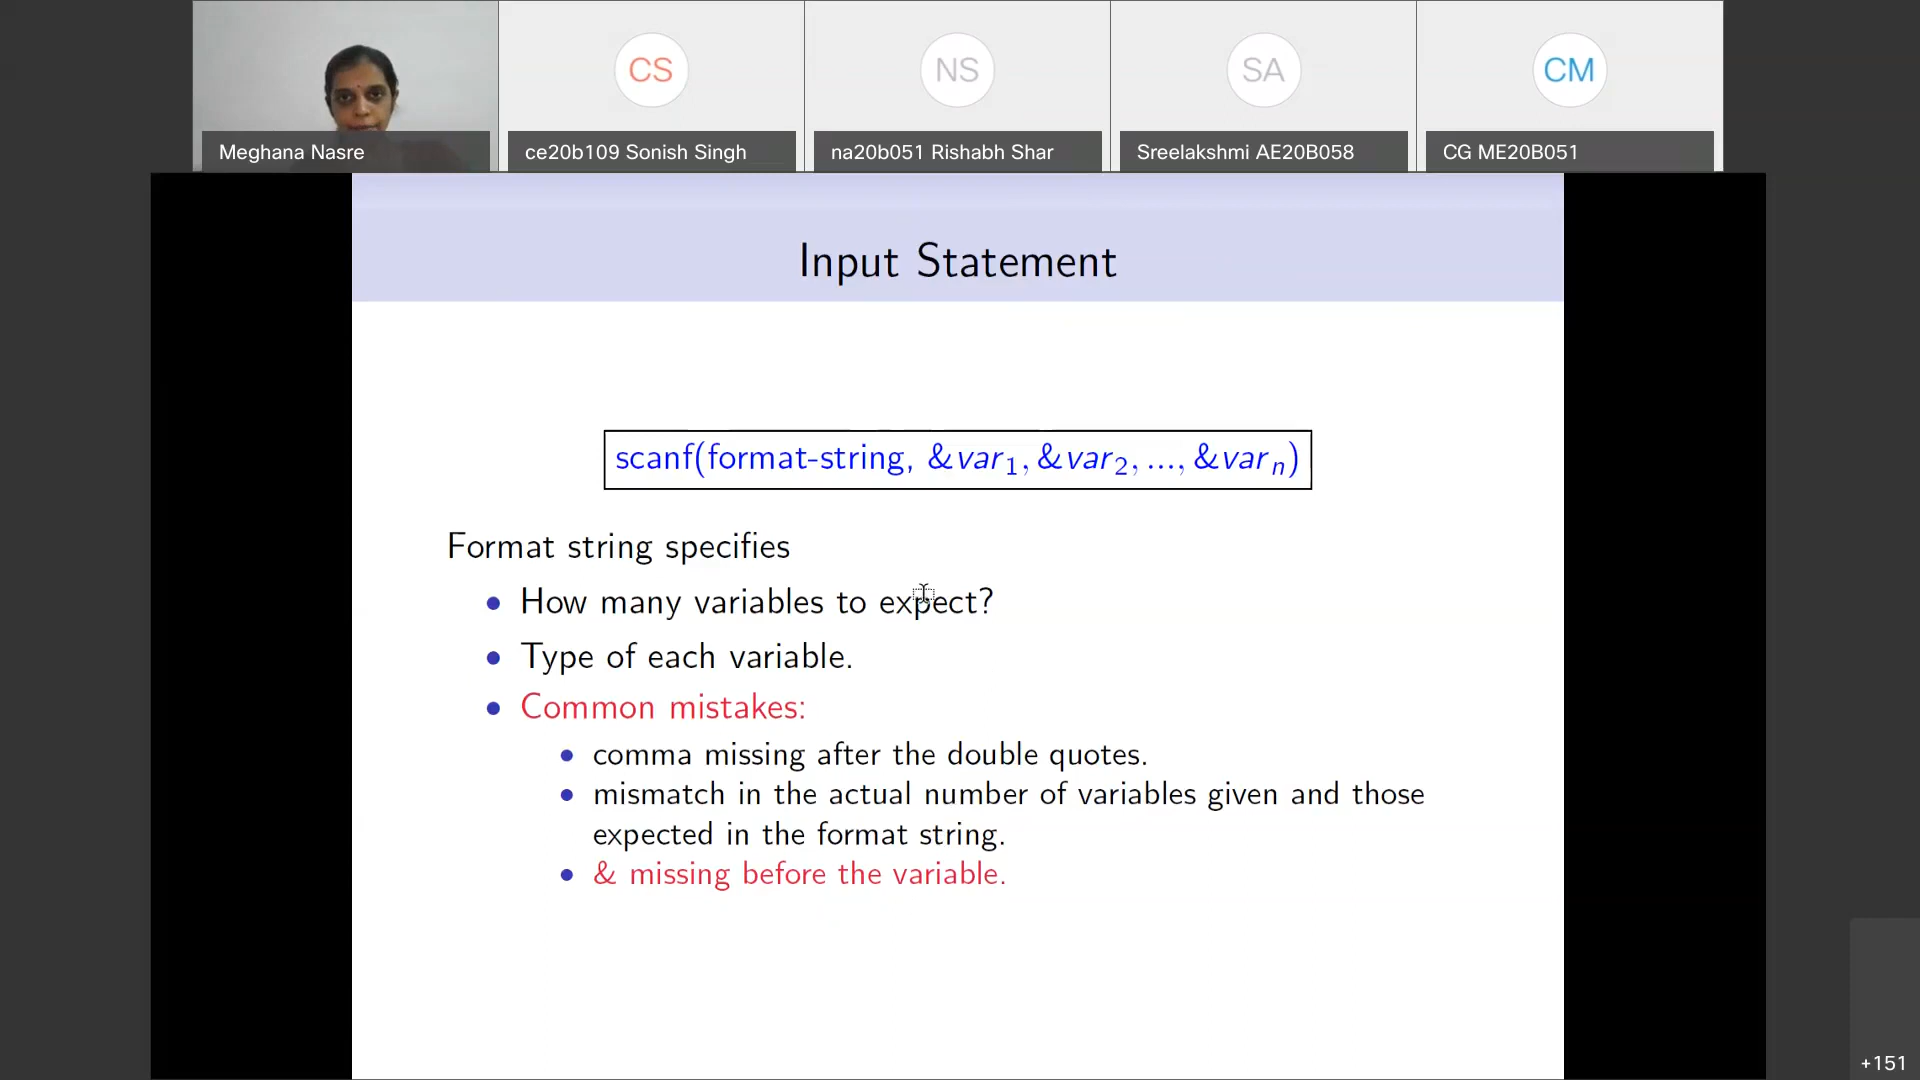 CS
NS
SA
CM
Meghana Nasre
ce20b109 Sonish Singh
na20b051 Rishabh Shar
Sreelakshmi AE20B058
CG ME20B051
Input Statement
scanf(format-string, &var₁, &var₂, ..., &varₙ)
Format string specifies
• How many variables to expect?
• Type of each variable.
• Common mistakes:
• comma missing after the double quotes.
• mismatch in the actual number of variables given and those
expected in the format string.
• & missing before the variable.
+151